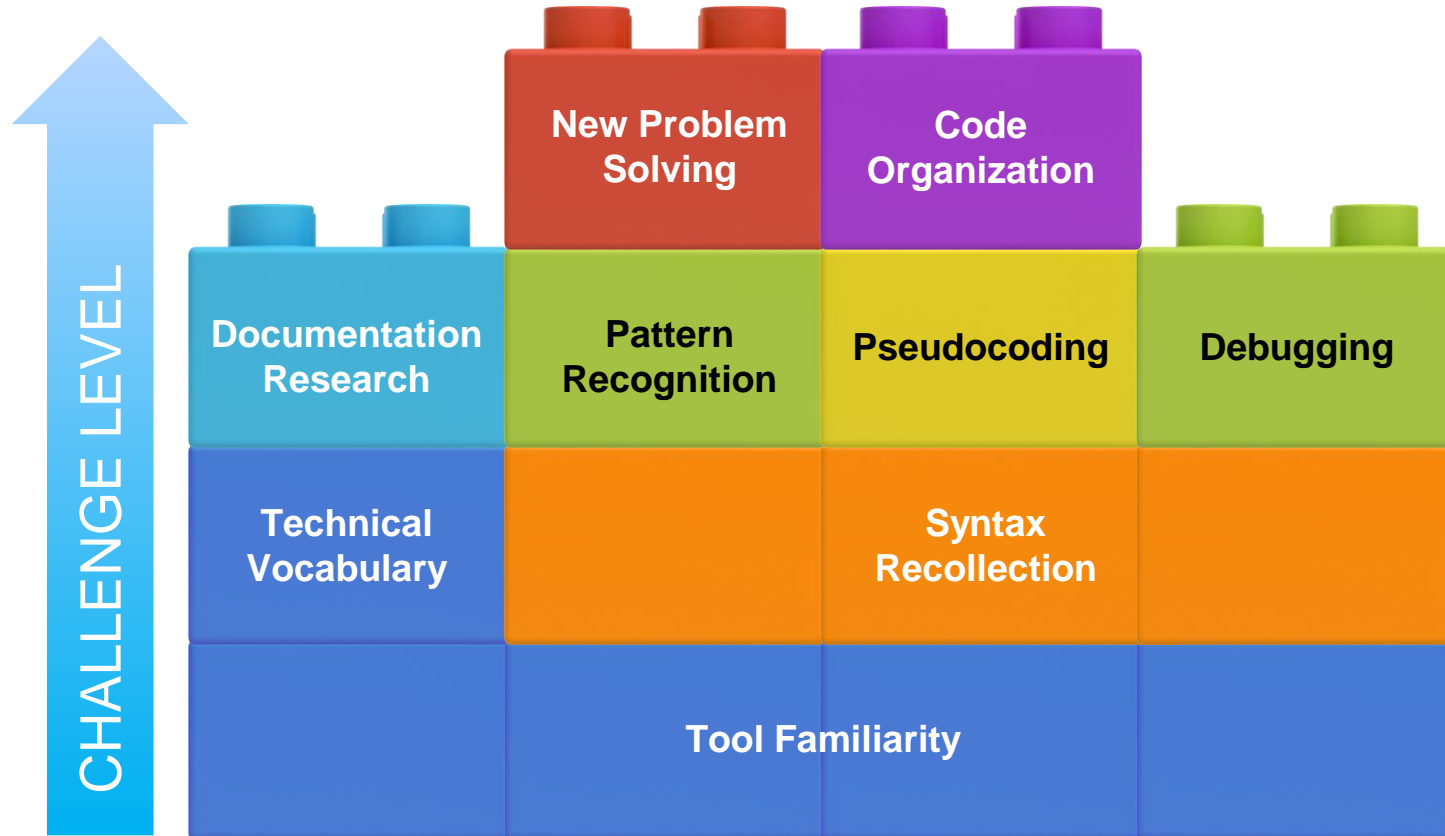 New Problem
Solving
Code
Organization
Documentation
Research
Pattern
Recognition
Pseudocoding
Debugging
Technical
Vocabulary
Syntax
Recollection
Tool Familiarity
CHALLENGE LEVEL